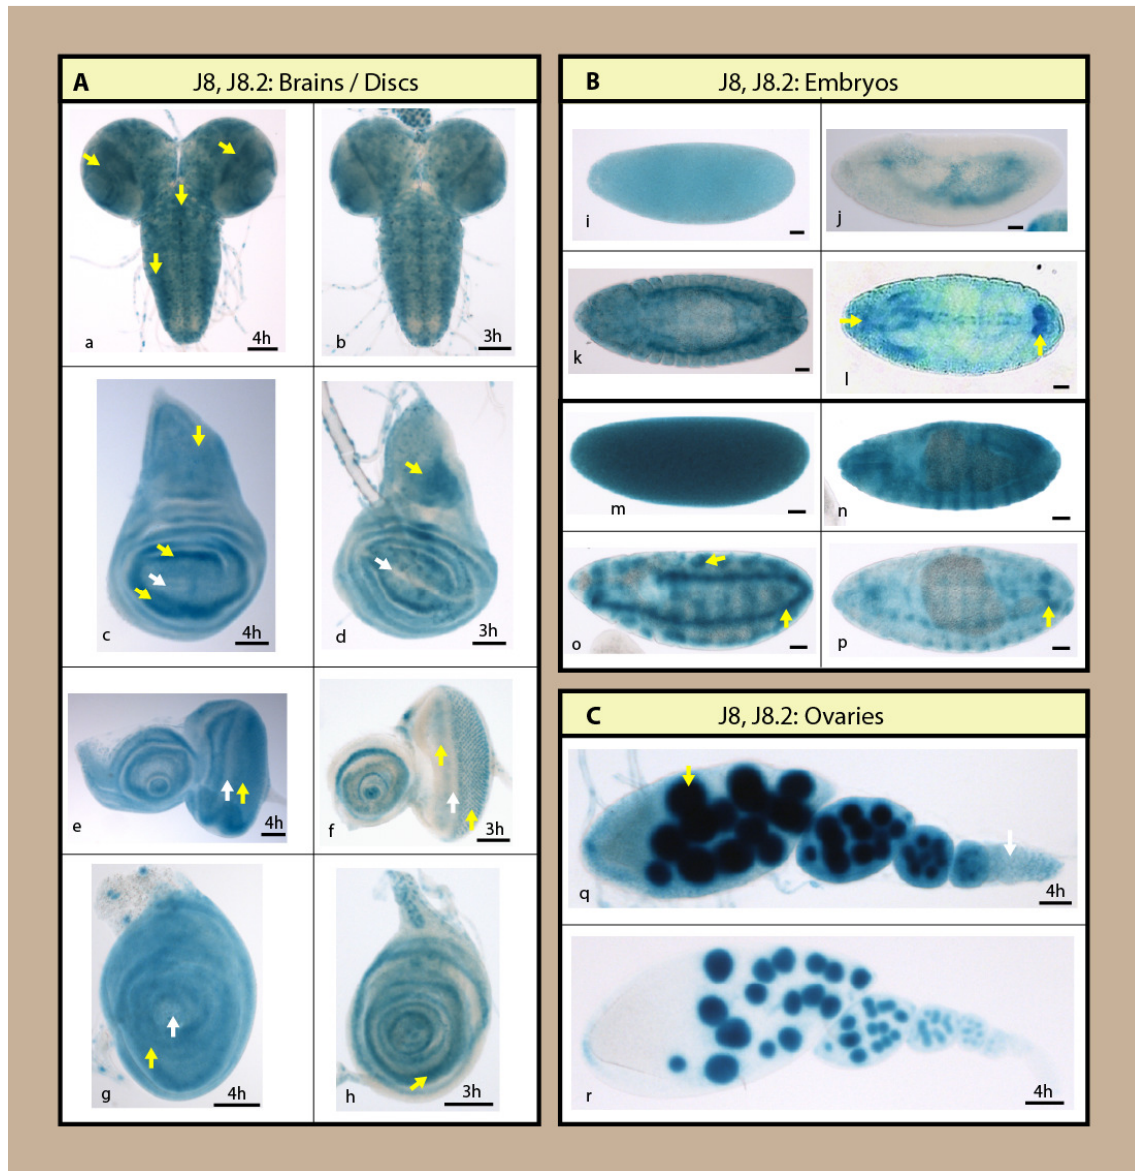 A J8, J8.2: Brains / Discs
a 4h
b 3h
c 4h
d 3h
e 4h
f 3h
g 4h
h 3h
B J8, J8.2: Embryos
i
j
k
l
m
n
o
p
C J8, J8.2: Ovaries
q 4h
r 4h